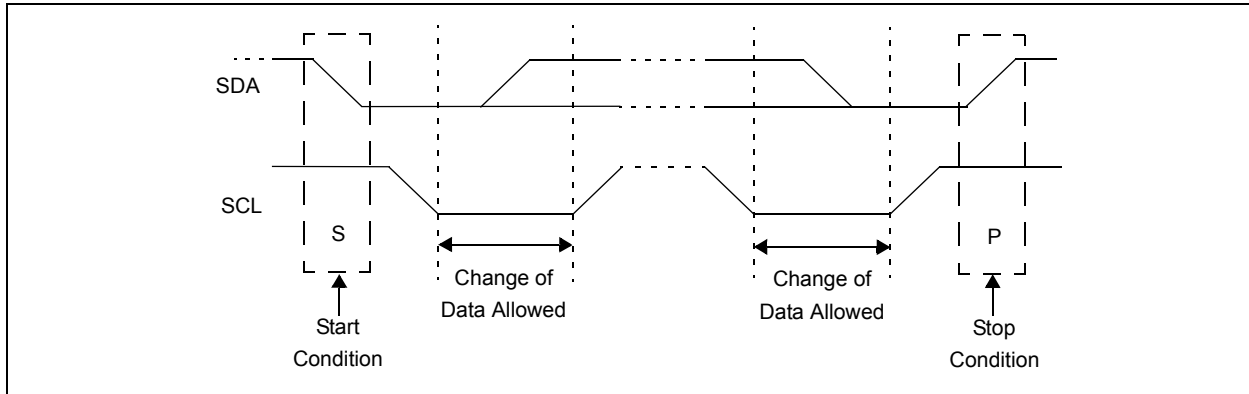 SDA
SCL
S
P
Change of
Data Allowed
Change of
Data Allowed
Start
Condition
Stop
Condition